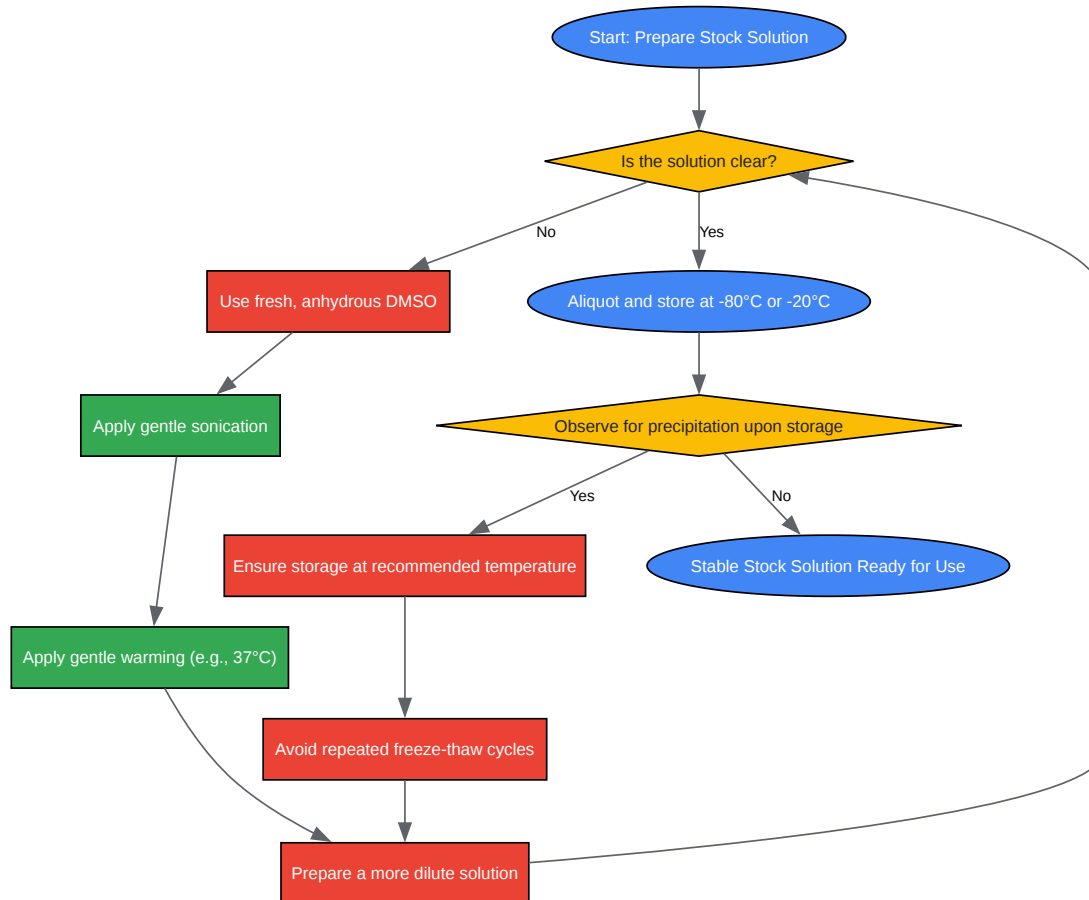 Start: Prepare Stock Solution
Is the solution clear?
No
Yes
Use fresh, anhydrous DMSO
Aliquot and store at -80°C or -20°C
Apply gentle sonication
Observe for precipitation upon storage
Yes
No
Ensure storage at recommended temperature
Stable Stock Solution Ready for Use
Apply gentle warming (e.g., 37°C)
Avoid repeated freeze-thaw cycles
Prepare a more dilute solution